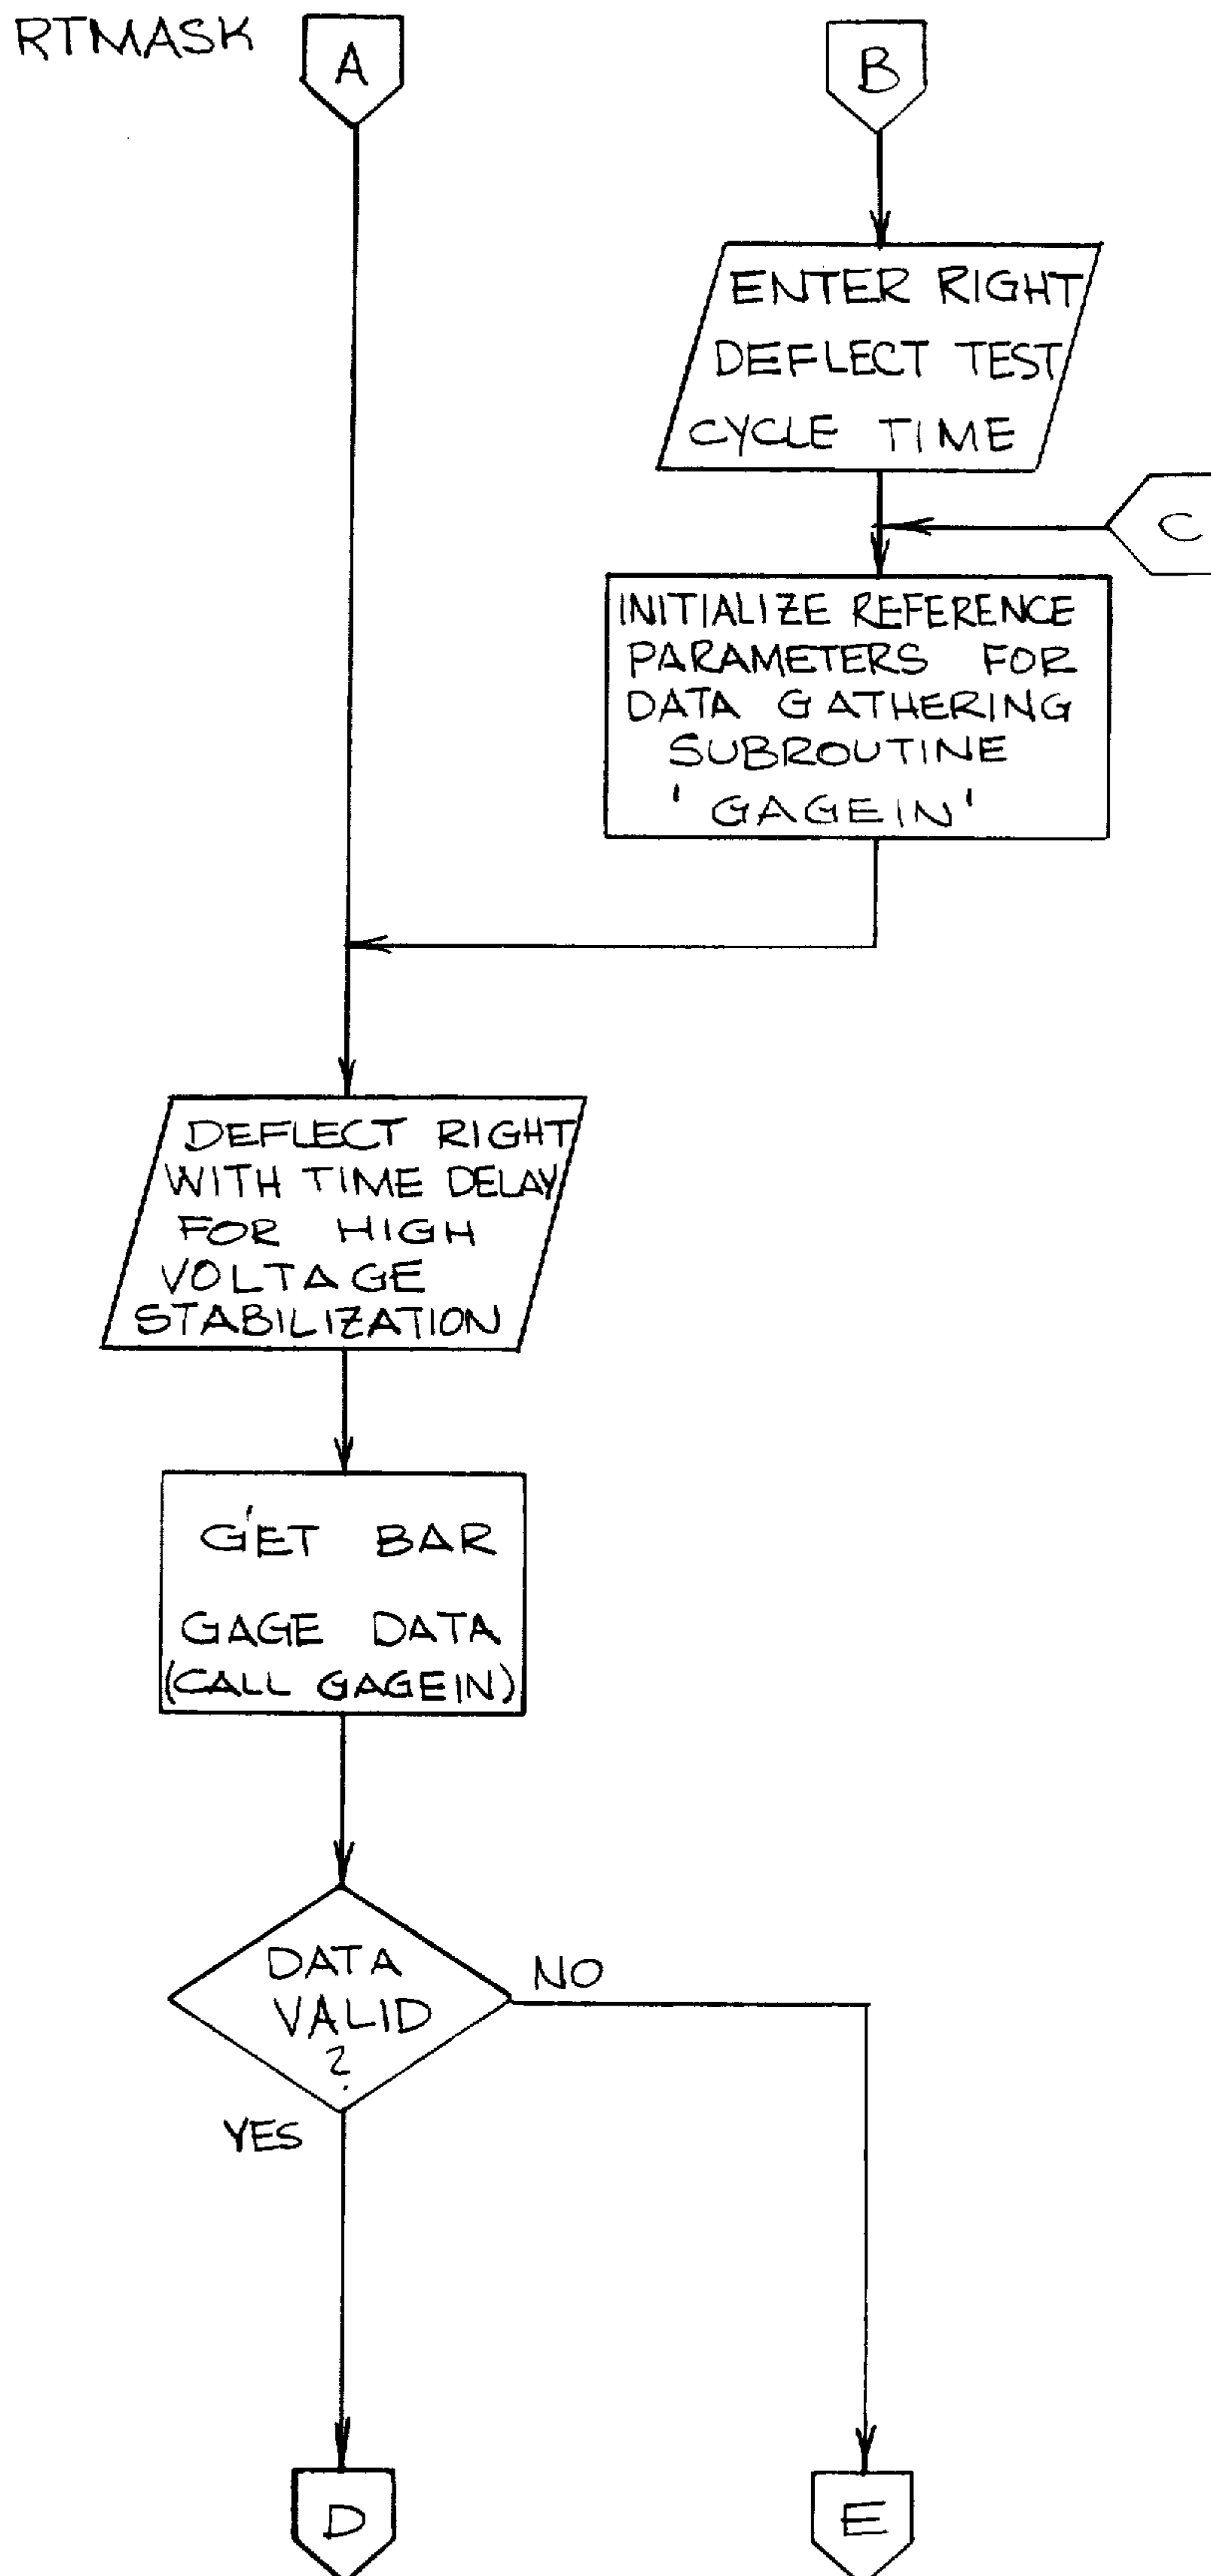 RTMASK
A
B
ENTER RIGHT
DEFLECT TEST
CYCLE TIME
C
INITIALIZE REFERENCE
PARAMETERS FOR
DATA GATHERING
SUBROUTINE
'GAGEIN'
DEFLECT RIGHT
WITH TIME DELAY
FOR HIGH
VOLTAGE
STABILIZATION
GET BAR
GAGE DATA
(CALL GAGEIN)
DATA
VALID
?
NO
YES
D
E